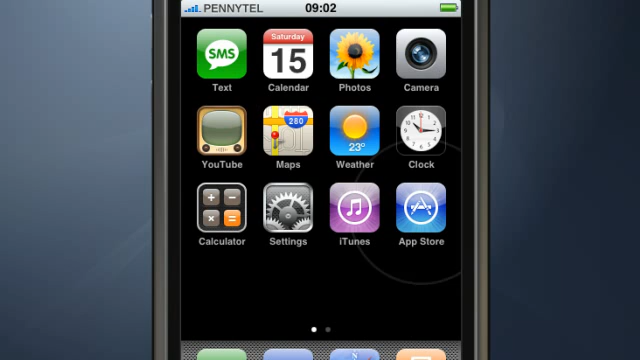 PENNYTEL 09:02
SMS Saturday 15
Text Calendar Photos Camera
280 23°
YouTube Maps Weather Clock
Calculator Settings iTunes App Store
N